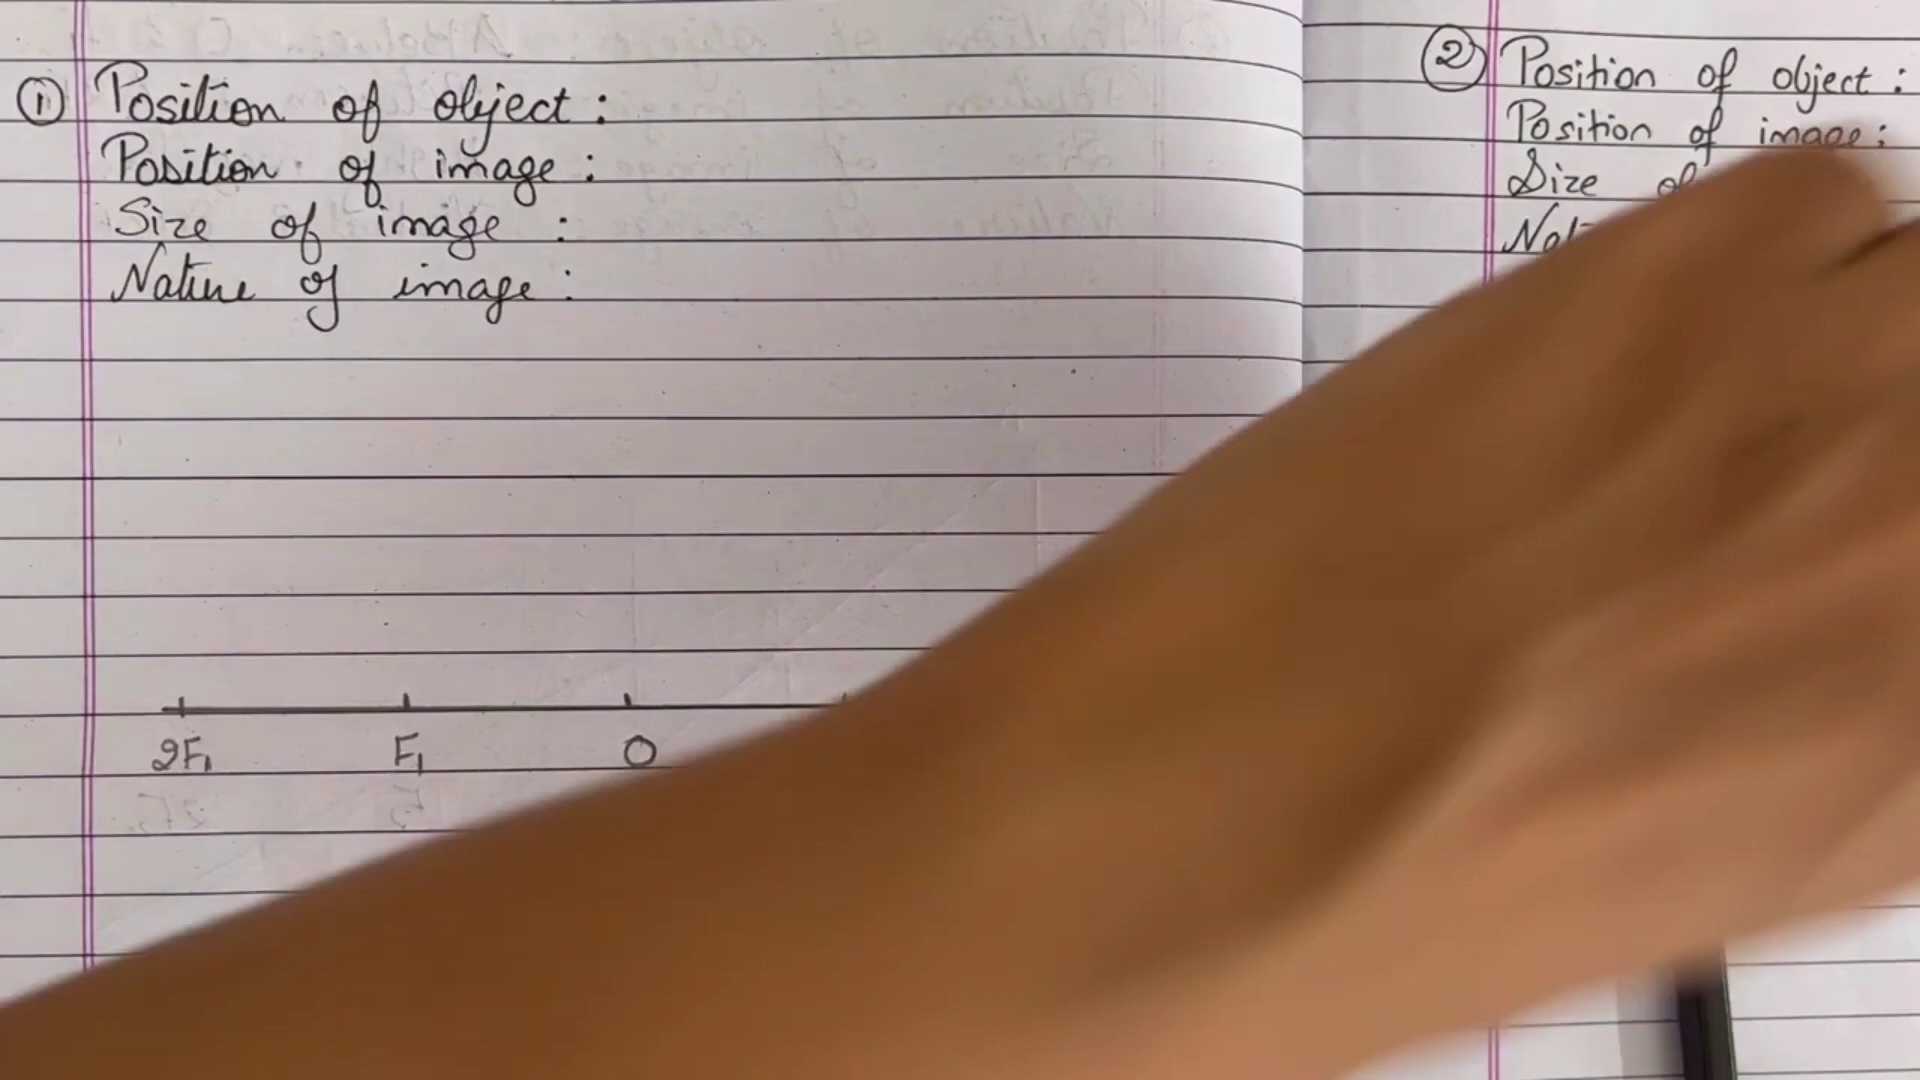 ① Position of object :
Position of image :
Size of image :
Nature of image :
2F₁ F₁ O
② Position of object :
Position of image :
Size of